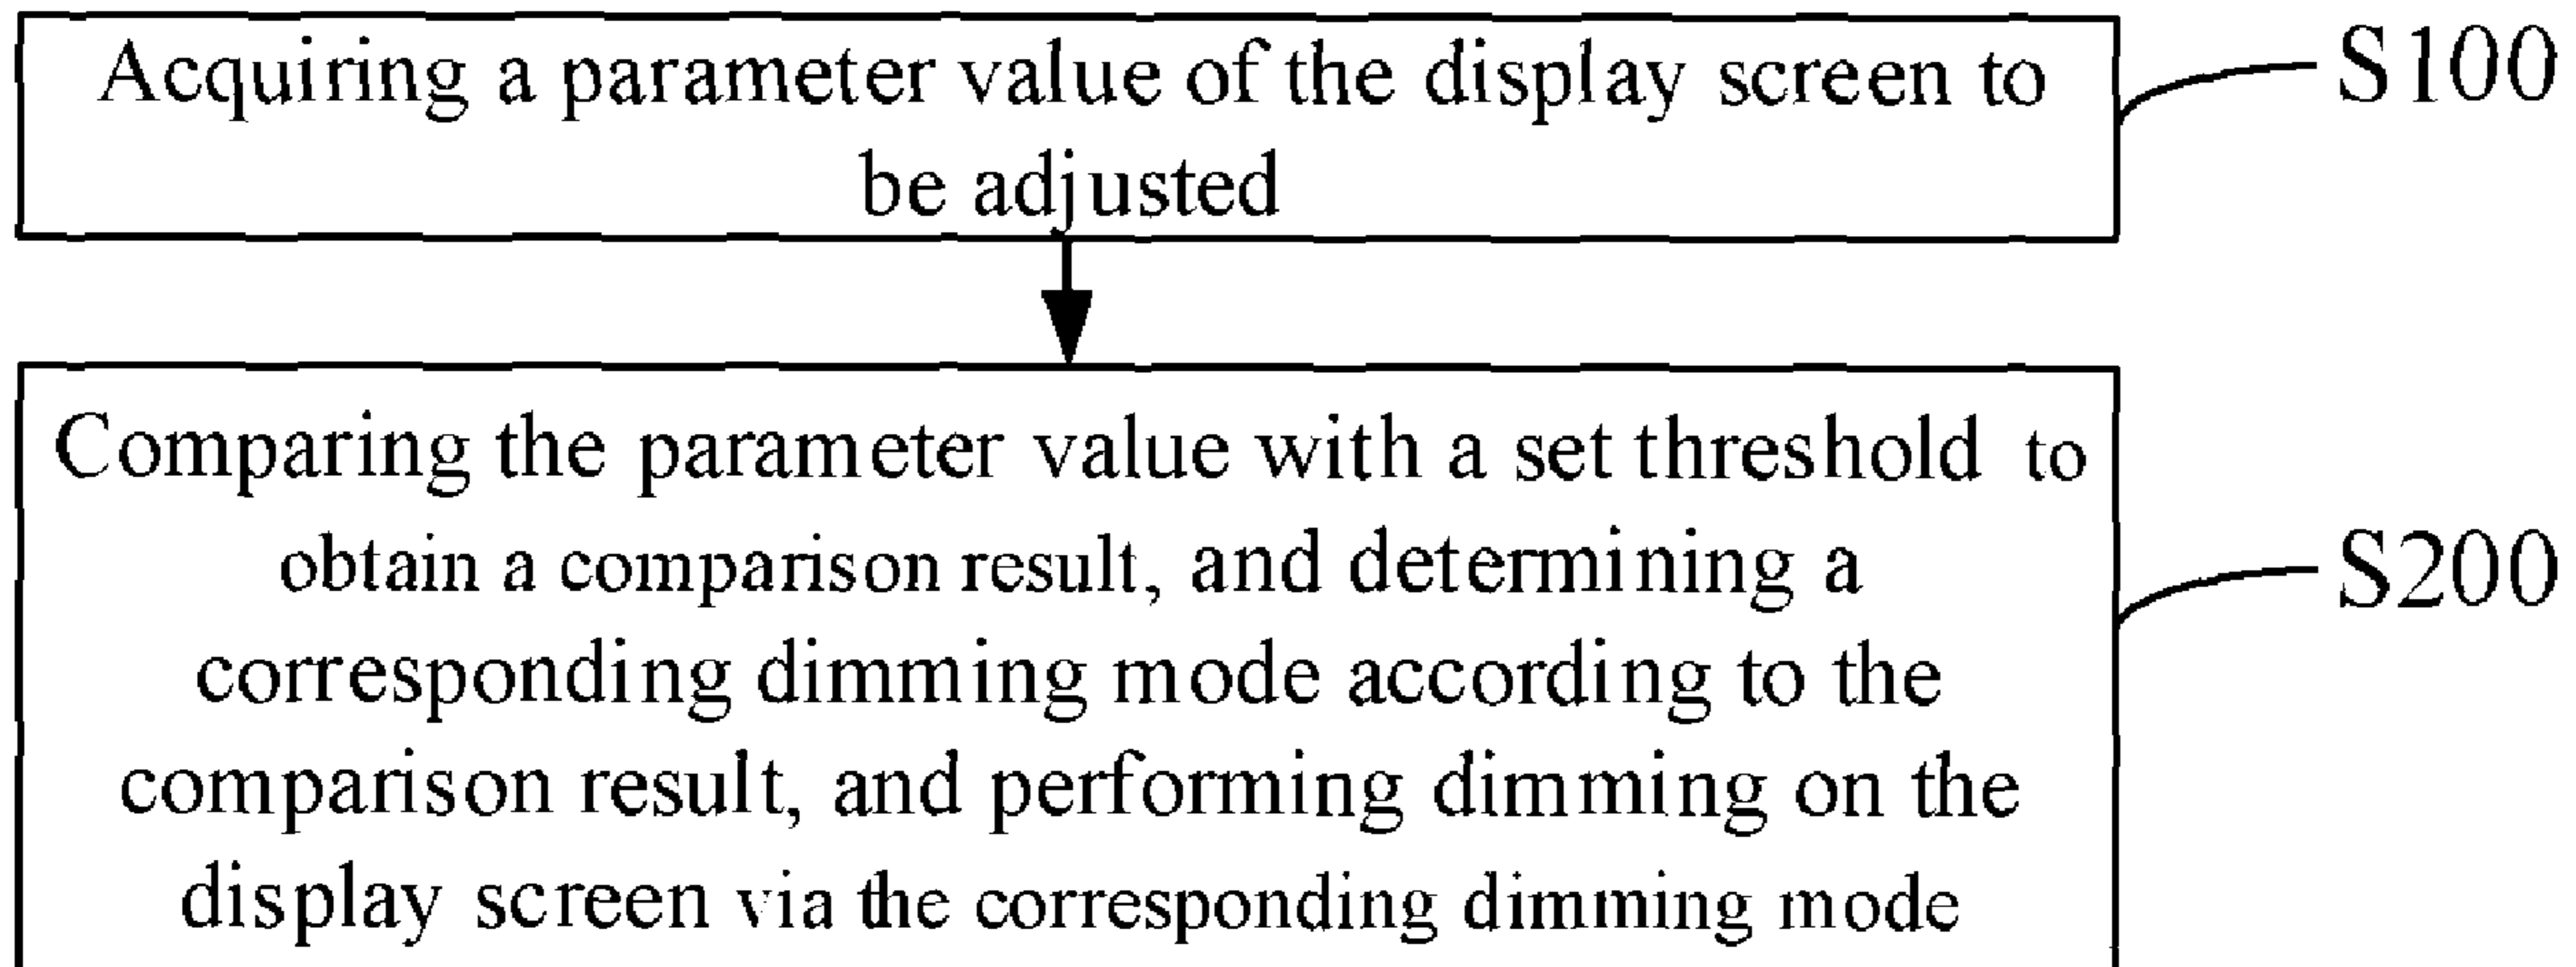 Acquiring a parameter value of the display screen to
be adjusted
S100
Comparing the parameter value with a set threshold to
obtain a comparison result, and determining a
corresponding dimming mode according to the
comparison result, and performing dimming on the
display screen via the corresponding dimming mode
S200